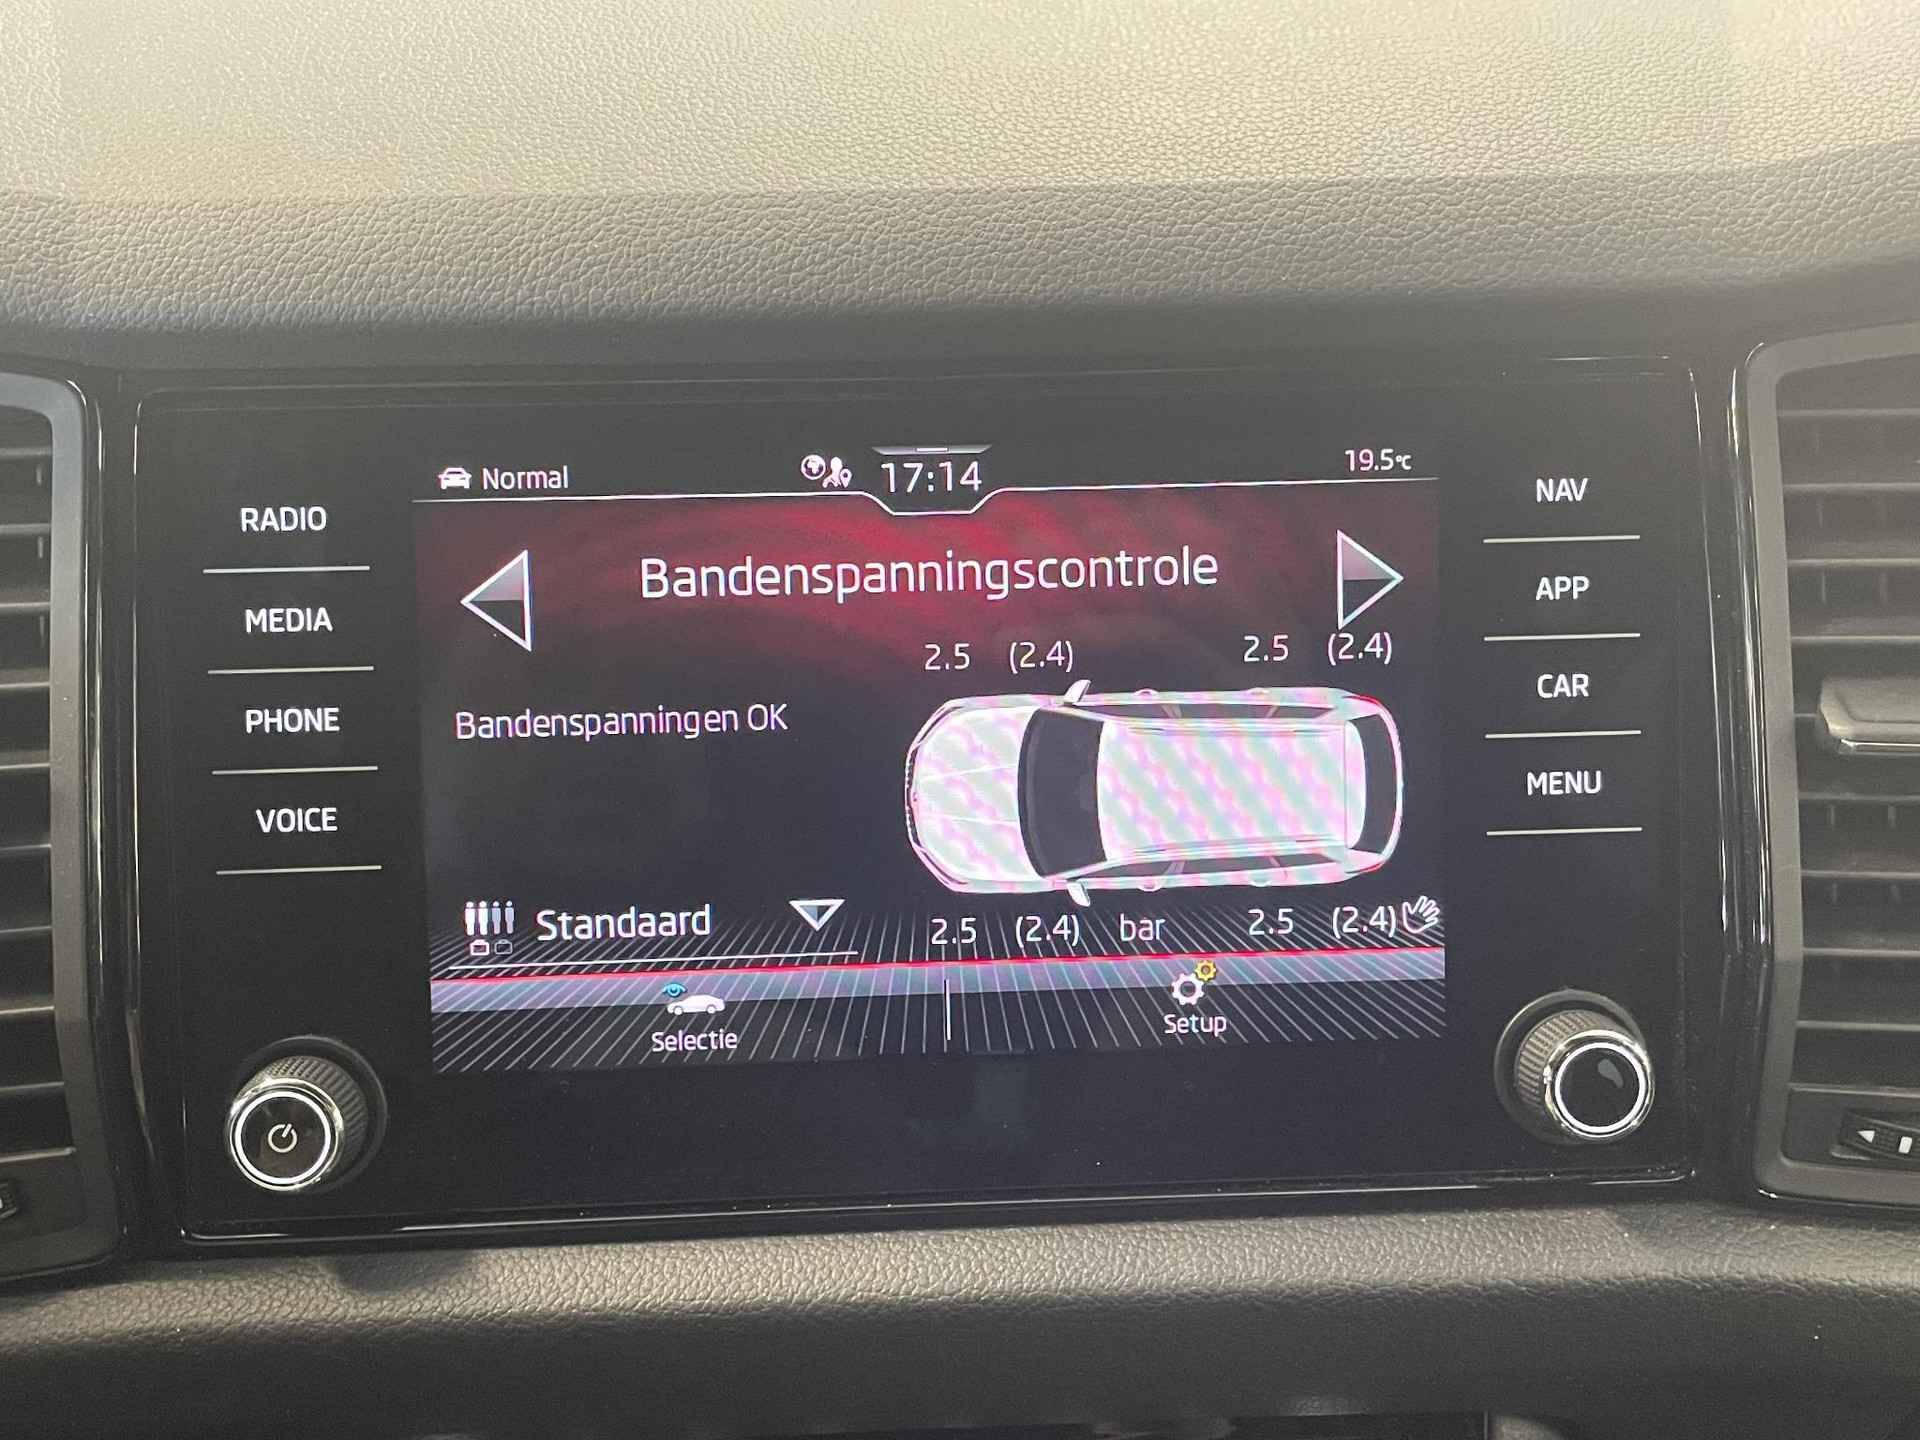 Normal
17:14
19.5°C
RADIO
MEDIA
PHONE
VOICE
Bandenspanningscontrole
2.5 (2.4) 2.5 (2.4)
Bandenspanningen OK
Standaard
2.5 (2.4) bar 2.5 (2.4)
Selectie
Setup
NAV
APP
CAR
MENU